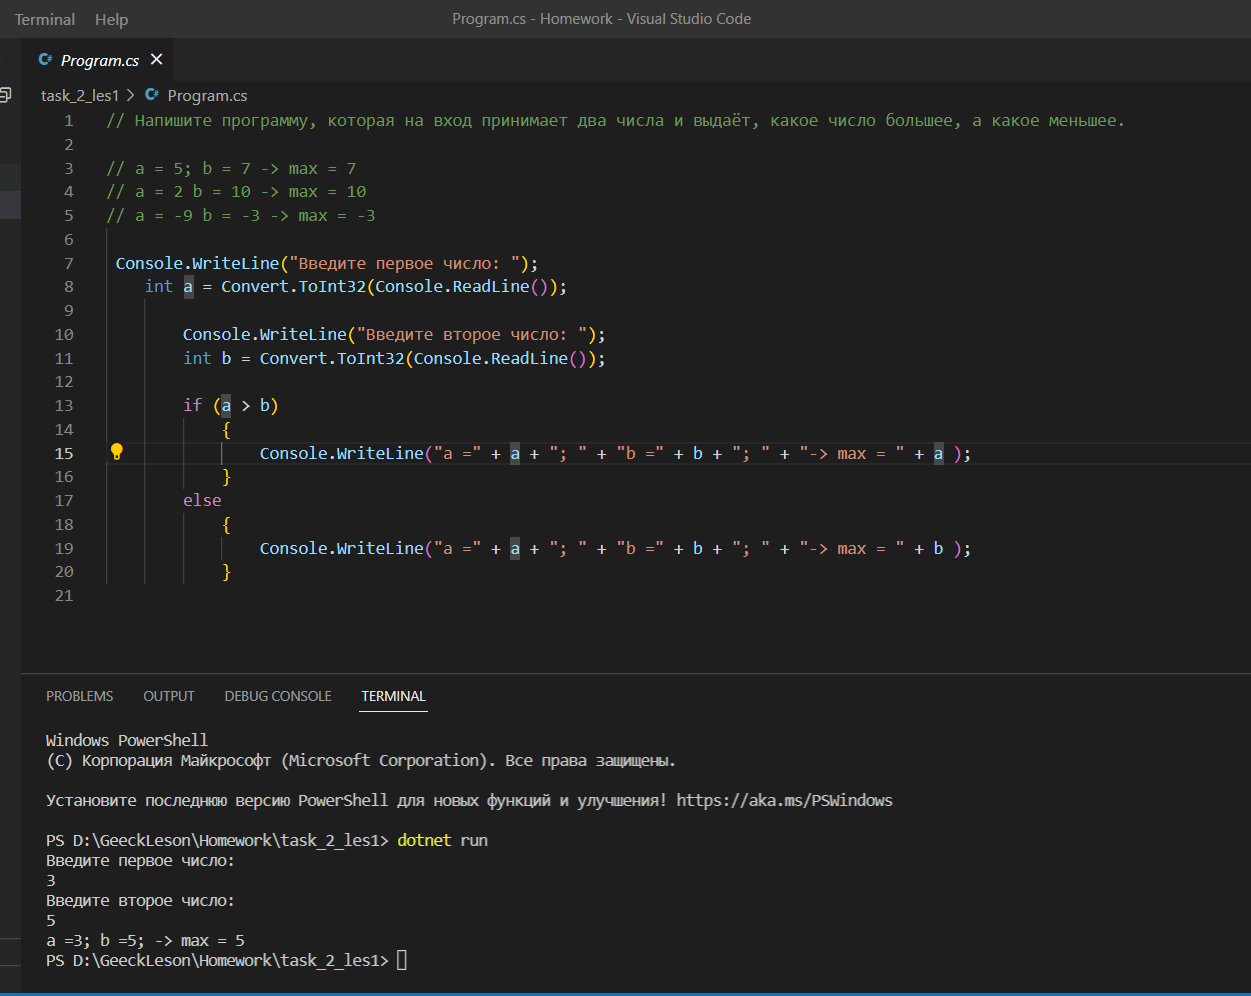 Terminal Help Program.cs - Homework - Visual Studio Code
C# Program.cs ×
task_2_les1 > C# Program.cs
1 // Напишите программу, которая на вход принимает два числа и выдаёт, какое число большее, а какое меньшее.
2
3 // a = 5; b = 7 -> max = 7
4 // a = 2 b = 10 -> max = 10
5 // a = -9 b = -3 -> max = -3
6
7 Console.WriteLine("Введите первое число: ");
8 int a = Convert.ToInt32(Console.ReadLine());
9
10 Console.WriteLine("Введите второе число: ");
11 int b = Convert.ToInt32(Console.ReadLine());
12
13 if (a > b)
14 {
15 Console.WriteLine("a =" + a + "; " + "b =" + b + "; " + "-> max = " + a );
16 }
17 else
18 {
19 Console.WriteLine("a =" + a + "; " + "b =" + b + "; " + "-> max = " + b );
20 }
21
PROBLEMS OUTPUT DEBUG CONSOLE TERMINAL
Windows PowerShell
(C) Корпорация Майкрософт (Microsoft Corporation). Все права защищены.
Установите последнюю версию PowerShell для новых функций и улучшения! https://aka.ms/PSWindows
PS D:\GeeckLeson\Homework\task_2_les1> dotnet run
Введите первое число:
3
Введите второе число:
5
a =3; b =5; -> max = 5
PS D:\GeeckLeson\Homework\task_2_les1>